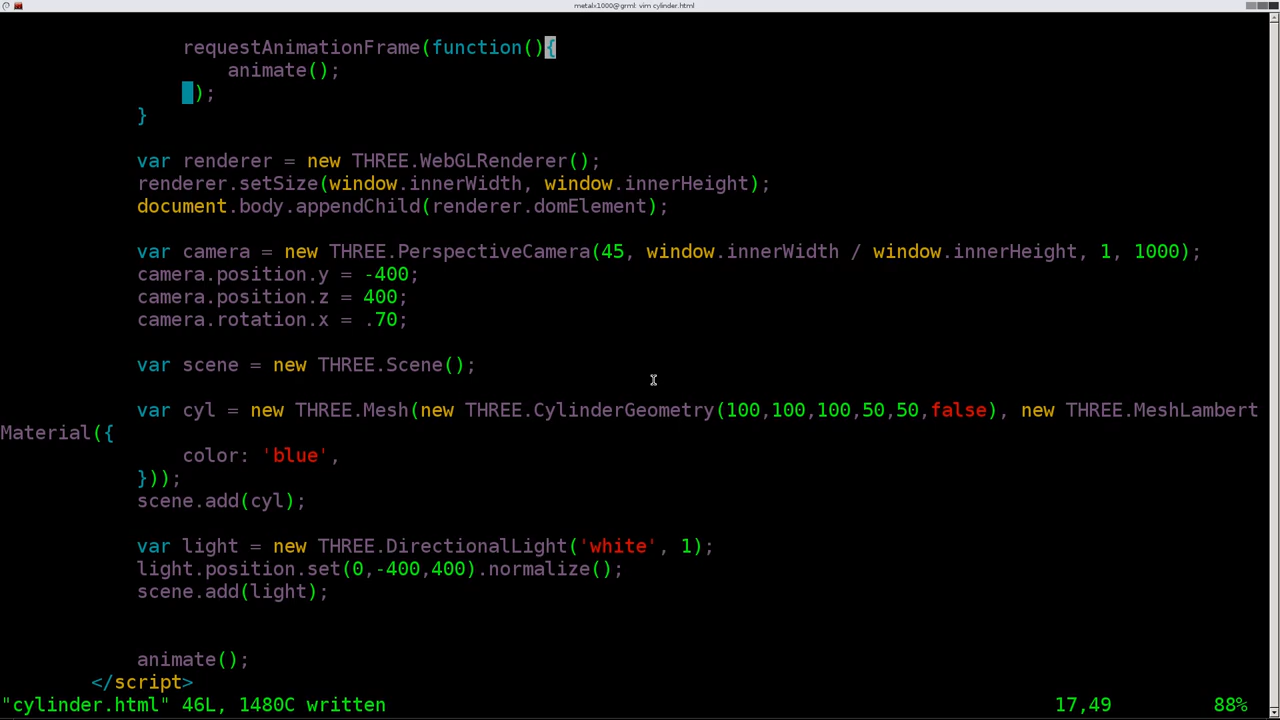 metalx1000@grml: vim cylinder.html
requestAnimationFrame(function(){
animate();
});
}
var renderer = new THREE.WebGLRenderer();
renderer.setSize(window.innerWidth, window.innerHeight);
document.body.appendChild(renderer.domElement);
var camera = new THREE.PerspectiveCamera(45, window.innerWidth / window.innerHeight, 1, 1000);
camera.position.y = -400;
camera.position.z = 400;
camera.rotation.x = .70;
var scene = new THREE.Scene();
var cyl = new THREE.Mesh(new THREE.CylinderGeometry(100,100,100,50,50,false), new THREE.MeshLambert
Material({
color: 'blue',
}));
scene.add(cyl);
var light = new THREE.DirectionalLight('white', 1);
light.position.set(0,-400,400).normalize();
scene.add(light);
animate();
</script>
"cylinder.html" 46L, 1480C written 17,49 88%